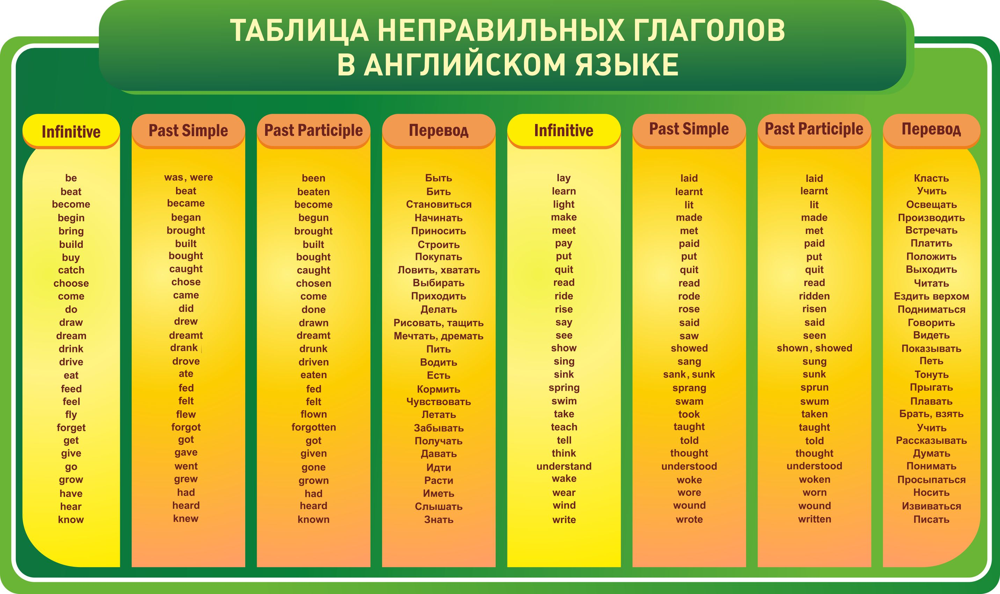 ТАБЛИЦА НЕПРАВИЛЬНЫХ ГЛАГОЛОВ
В АНГЛИЙСКОМ ЯЗЫКЕ
Infinitive Past Simple Past Participle Перевод Infinitive Past Simple Past Participle Перевод
be was, were been Быть lay laid laid Класть
beat beat beaten Бить learn learnt learnt Учить
become became become Становиться light lit lit Освещать
begin began begun Начинать make made made Производить
bring brought brought Приносить meet met met Встречать
build built built Строить pay paid paid Платить
buy bought bought Покупать put put put Положить
catch caught caught Ловить, хватать quit quit quit Выходить
choose chose chosen Выбирать read read read Читать
come came come Приходить ride rode ridden Ездить верхом
do did done Делать rise rose risen Подниматься
draw drew drawn Рисовать, тащить say said said Говорить
dream dreamt dreamt Мечтать, дремать see saw seen Видеть
drink drank drunk Пить show showed shown, showed Показывать
drive drove driven Водить sing sang sung Петь
eat ate eaten Есть sink sank, sunk sunk Тонуть
feed fed fed Кормить spring sprang sprun Прыгать
feel felt felt Чувствовать swim swam swum Плавать
fly flew flown Летать take took taken Брать, взять
forget forgot forgotten Забывать teach taught taught Учить
get got got Получать tell told told Рассказывать
give gave given Давать think thought thought Думать
go went gone Идти understand understood understood Понимать
grow grew grown Расти wake woke woken Просыпаться
have had had Иметь wear wore worn Носить
hear heard heard Слышать wind wound wound Извиваться
know knew known Знать write wrote written Писать